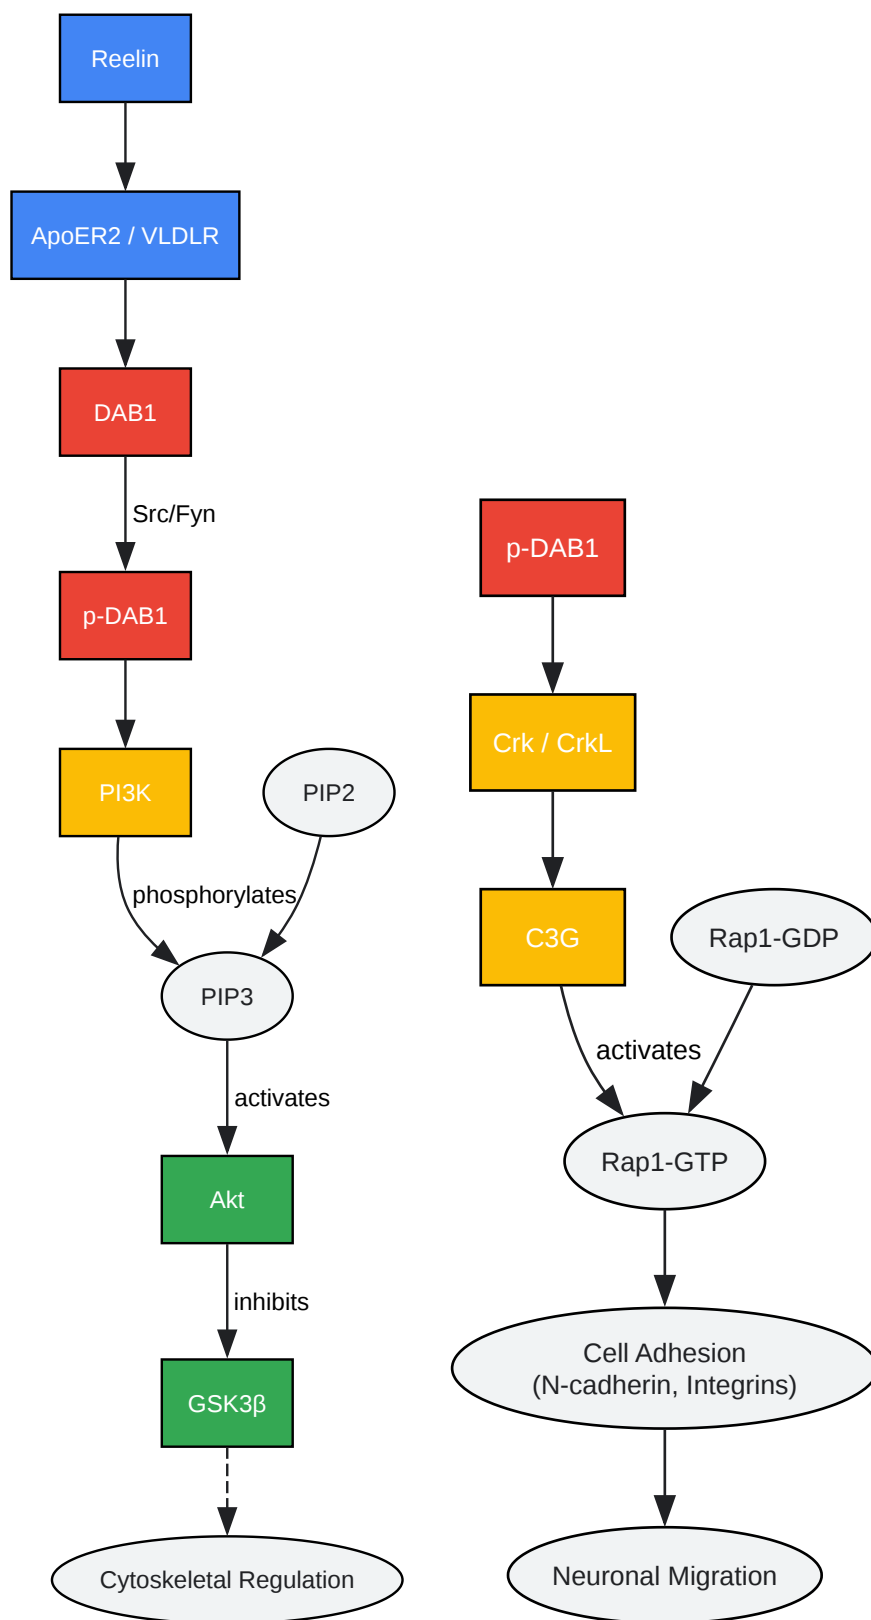 Reelin
ApoER2 / VLDLR
DAB1
Src/Fyn
p-DAB1
PI3K
PIP2
phosphorylates
PIP3
activates
Akt
inhibits
GSK3β
Cytoskeletal Regulation
p-DAB1
Crk / CrkL
C3G
Rap1-GDP
activates
Rap1-GTP
Cell Adhesion
(N-cadherin, Integrins)
Neuronal Migration